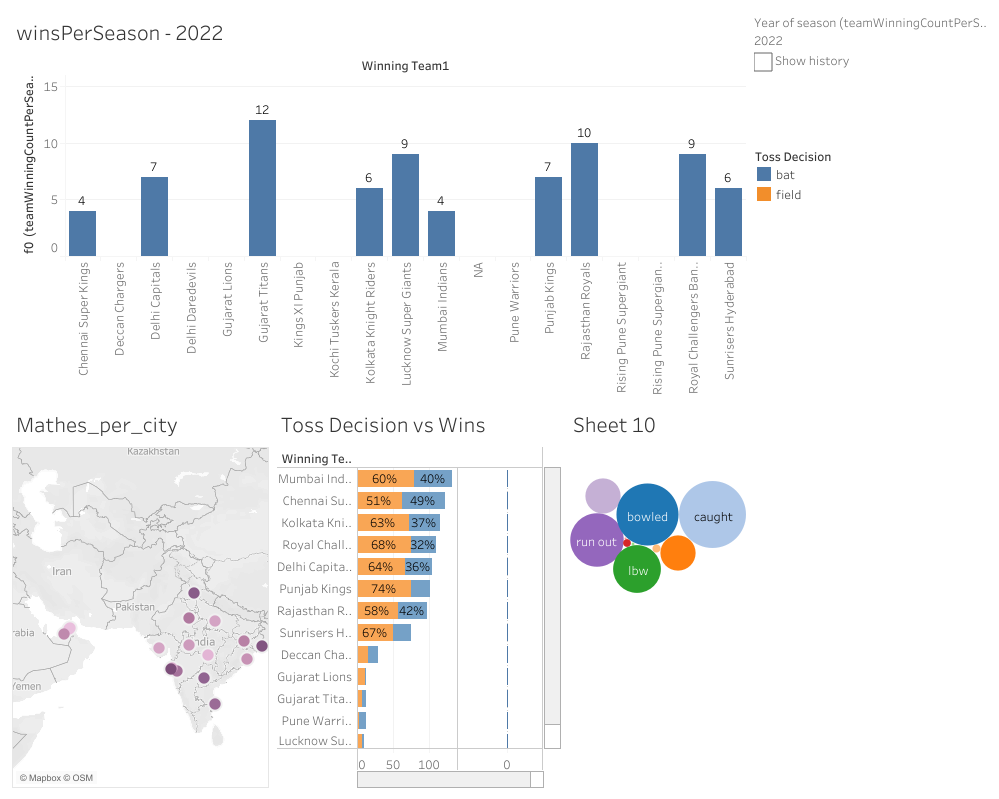 winsPerSeason - 2022
Year of season (teamWinningCountPerS..
2022
Show history
Winning Team1
f0 (teamWinningCountPerSea..
15
10
5
0
4
7
12
6
9
4
7
10
9
6
Chennai Super Kings
Deccan Chargers
Delhi Capitals
Delhi Daredevils
Gujarat Lions
Gujarat Titans
Kings XI Punjab
Kochi Tuskers Kerala
Kolkata Knight Riders
Lucknow Super Giants
Mumbai Indians
NA
Pune Warriors
Punjab Kings
Rajasthan Royals
Rising Pune Supergiant
Rising Pune Supergian..
Royal Challengers Ban..
Sunrisers Hyderabad
Toss Decision
bat
field
Mathes_per_city
Kazakhstan
Iran
Pakistan
India
rabia
Yemen
© Mapbox © OSM
Toss Decision vs Wins
Winning Te..
Mumbai Ind.. 60% 40%
Chennai Su.. 51% 49%
Kolkata Kni.. 63% 37%
Royal Chall.. 68% 32%
Delhi Capita.. 64% 36%
Punjab Kings 74%
Rajasthan R.. 58% 42%
Sunrisers H.. 67%
Deccan Cha..
Gujarat Lions
Gujarat Tita..
Pune Warri..
Lucknow Su..
0 50 100 0
Sheet 10
bowled
caught
run out
lbw